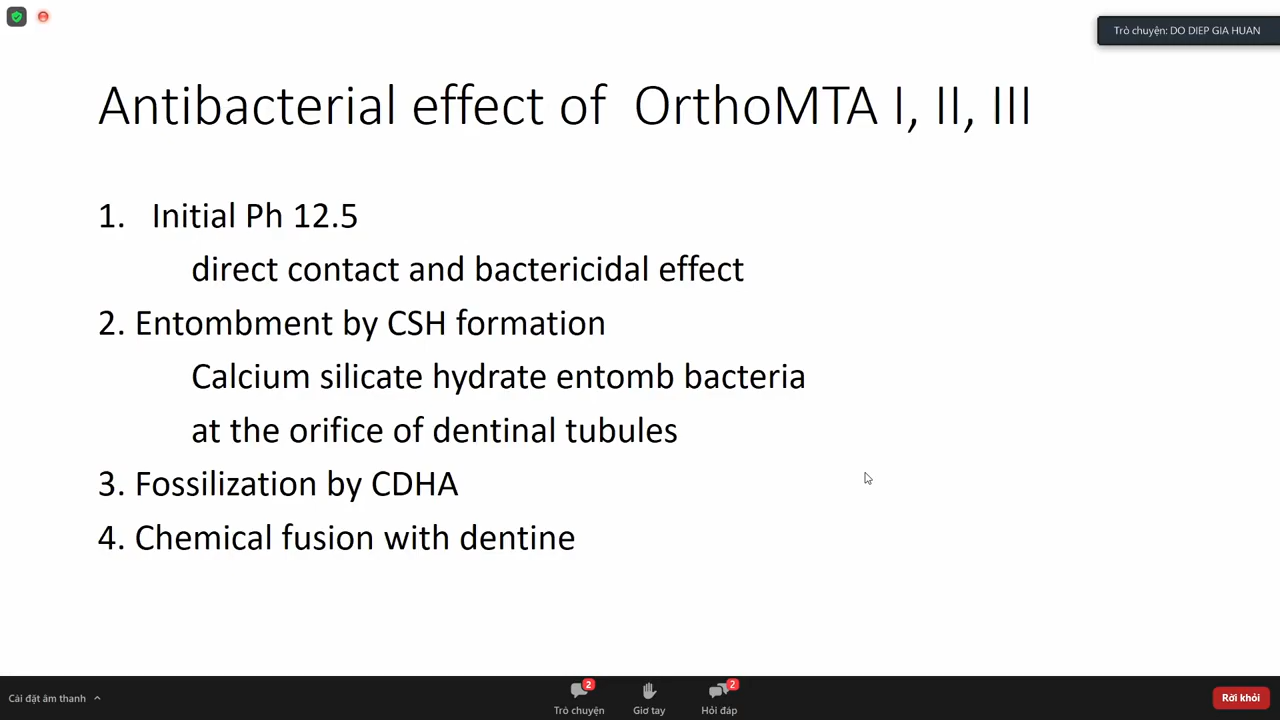 Trò chuyện: DO DIEP GIA HUAN
Antibacterial effect of OrthoMTA I, II, III
1. Initial Ph 12.5
direct contact and bactericidal effect
2. Entombment by CSH formation
Calcium silicate hydrate entomb bacteria
at the orifice of dentinal tubules
3. Fossilization by CDHA
4. Chemical fusion with dentine
Cài đặt âm thanh
2
Trò chuyện
Giơ tay
2
Hỏi đáp
Rời khỏi